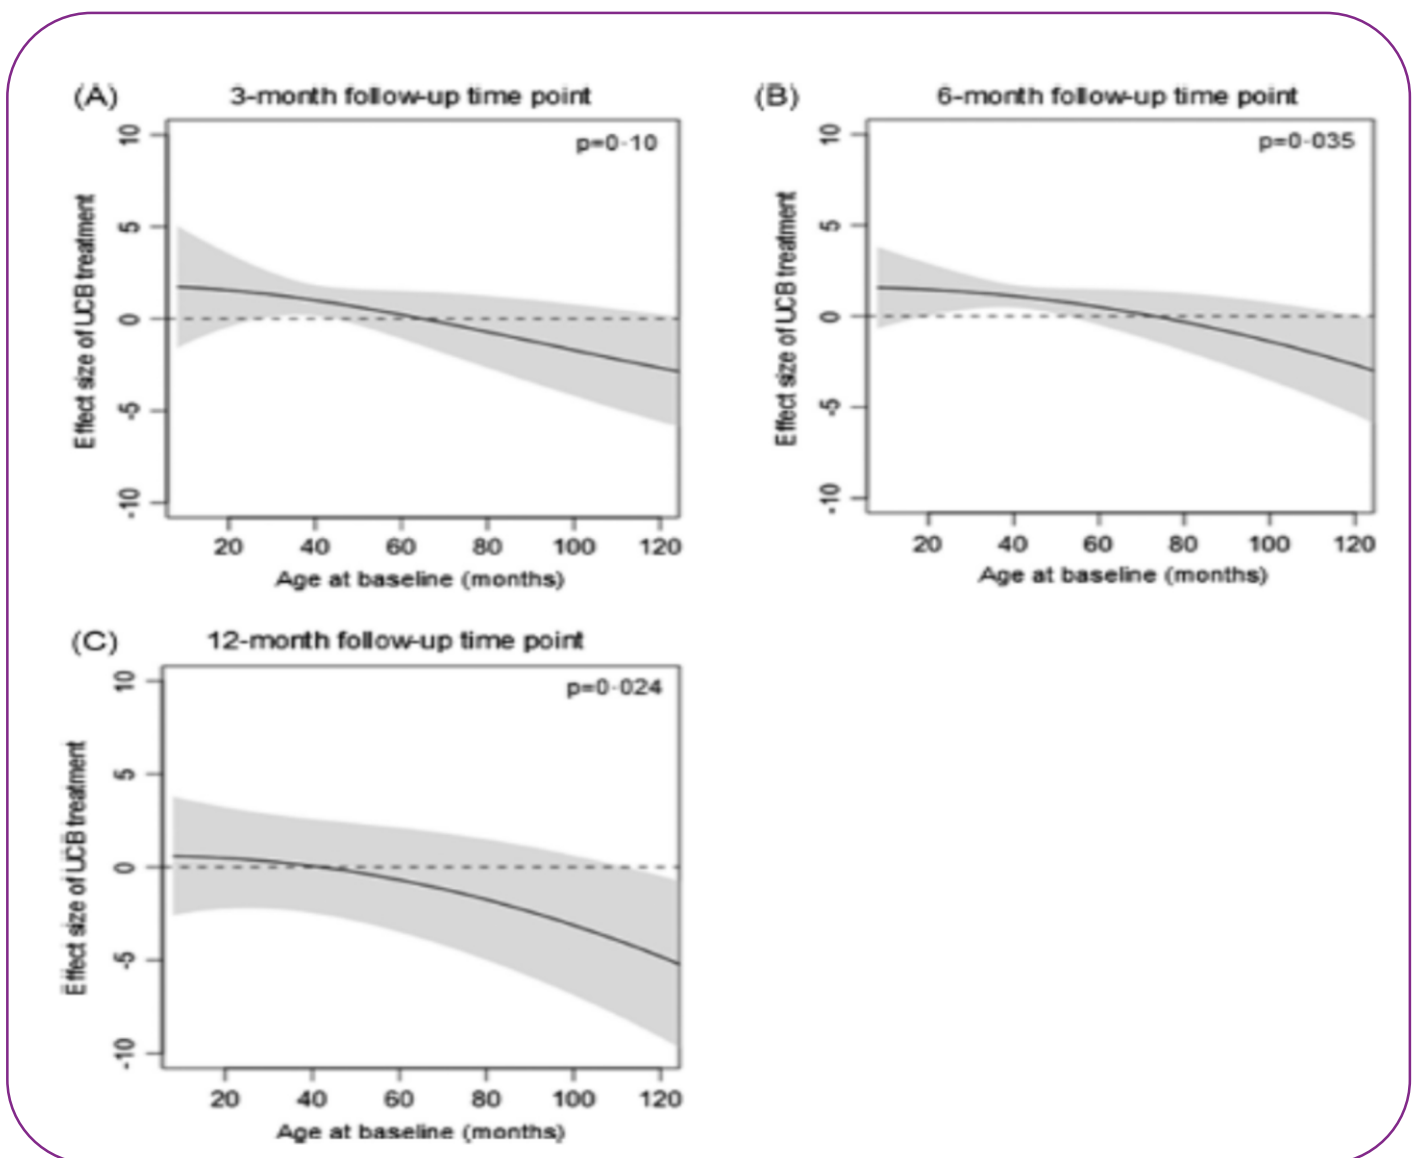 (A) 3-month follow-up time point
p=0·10
Effect size of UCB treatment
10
5
0
-5
-10
20 40 60 80 100 120
Age at baseline (months)
(B) 6-month follow-up time point
p=0·035
Effect size of UCB treatment
10
5
0
-5
-10
20 40 60 80 100 120
Age at baseline (months)
(C) 12-month follow-up time point
p=0·024
Effect size of UCB treatment
10
5
0
-5
-10
20 40 60 80 100 120
Age at baseline (months)